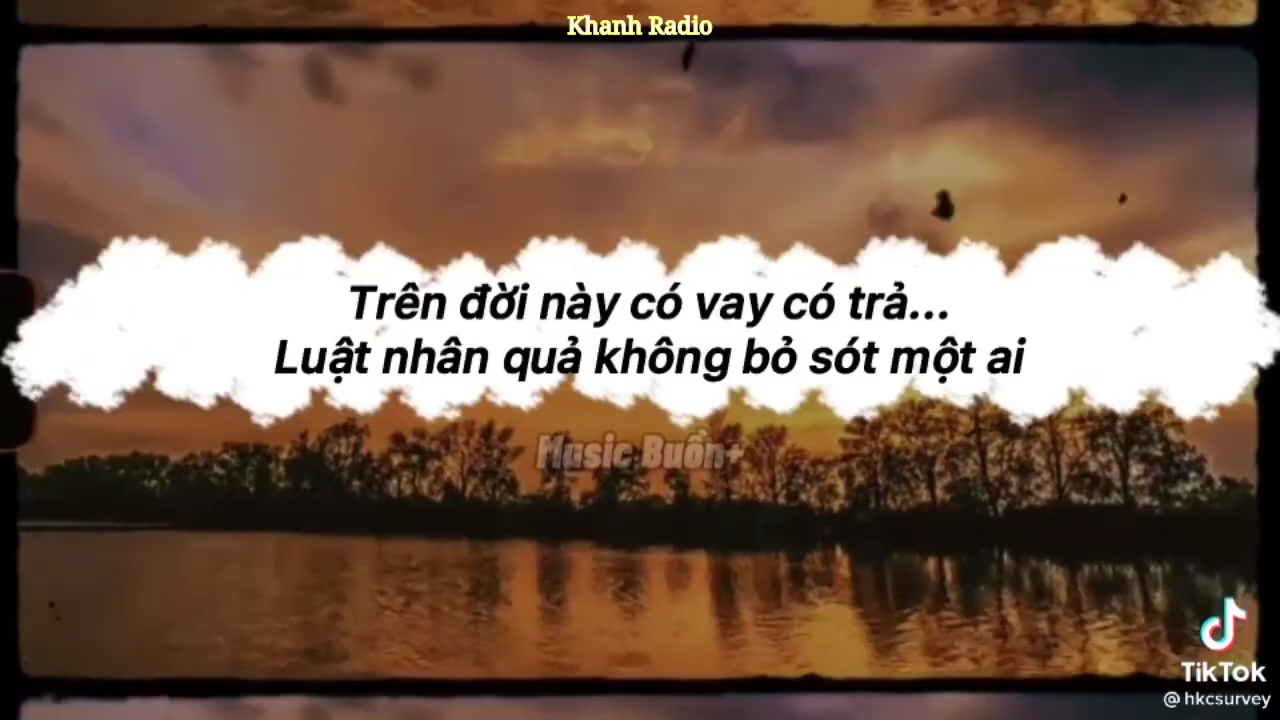 Khanh Radio
Trên đời này có vay có trả...
Luật nhân quả không bỏ sót một ai
Music Buồn+
TikTok
@hkcsurvey